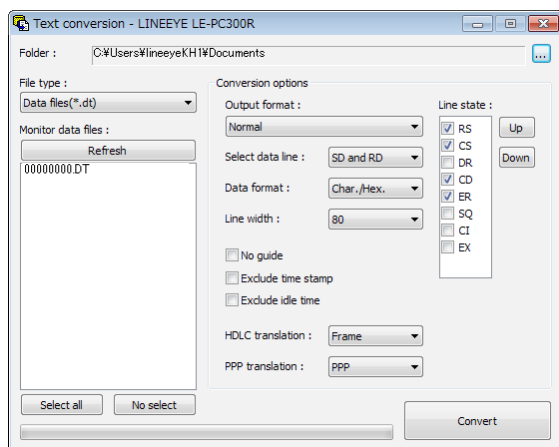 Text conversion - LINEEYE LE-PC300R
Folder :
C:¥Users¥lineeyeKH1¥Documents
...
File type :
Data files(*.dt)
Monitor data files :
Refresh
00000000.DT
Select all
No select
Conversion options
Output format :
Normal
Select data line :
SD and RD
Data format :
Char./Hex.
Line width :
80
No guide
Exclude time stamp
Exclude idle time
HDLC translation :
Frame
PPP translation :
PPP
Line state :
RS
CS
DR
CD
ER
SQ
CI
EX
Up
Down
Convert